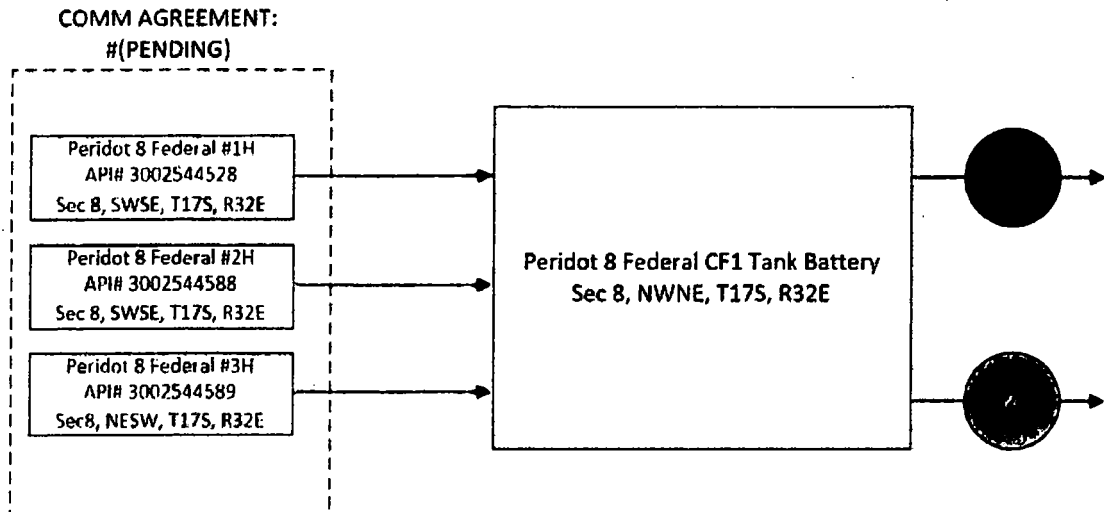 COMM AGREEMENT:
#(PENDING)
Peridot 8 Federal #1H
API# 3002544528
Sec 8, SWSE, T17S, R32E
Peridot 8 Federal #2H
API# 3002544588
Sec 8, SWSE, T17S, R32E
Peridot 8 Federal #3H
API# 3002544589
Sec8, NESW, T17S, R32E
Peridot 8 Federal CF1 Tank Battery
Sec 8, NWNE, T17S, R32E